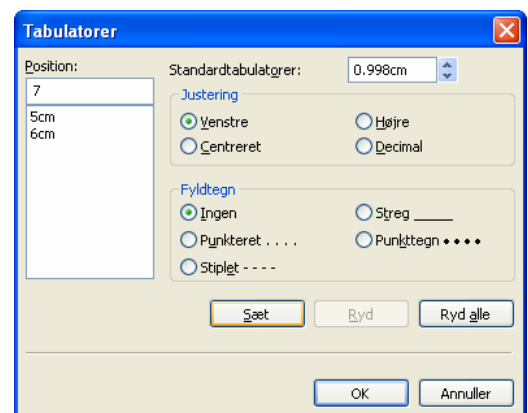 Tabulatorer
Position:
Standardtabulatorer:
0.998cm
7
5cm
6cm
Justering
Venstre
Højre
Centreret
Decimal
Fyldtegn
Ingen
Streg _____
Punkteret . . . .
Punkttegn • • • •
Stiplet - - - -
Sæt
Ryd
Ryd alle
OK
Annuller